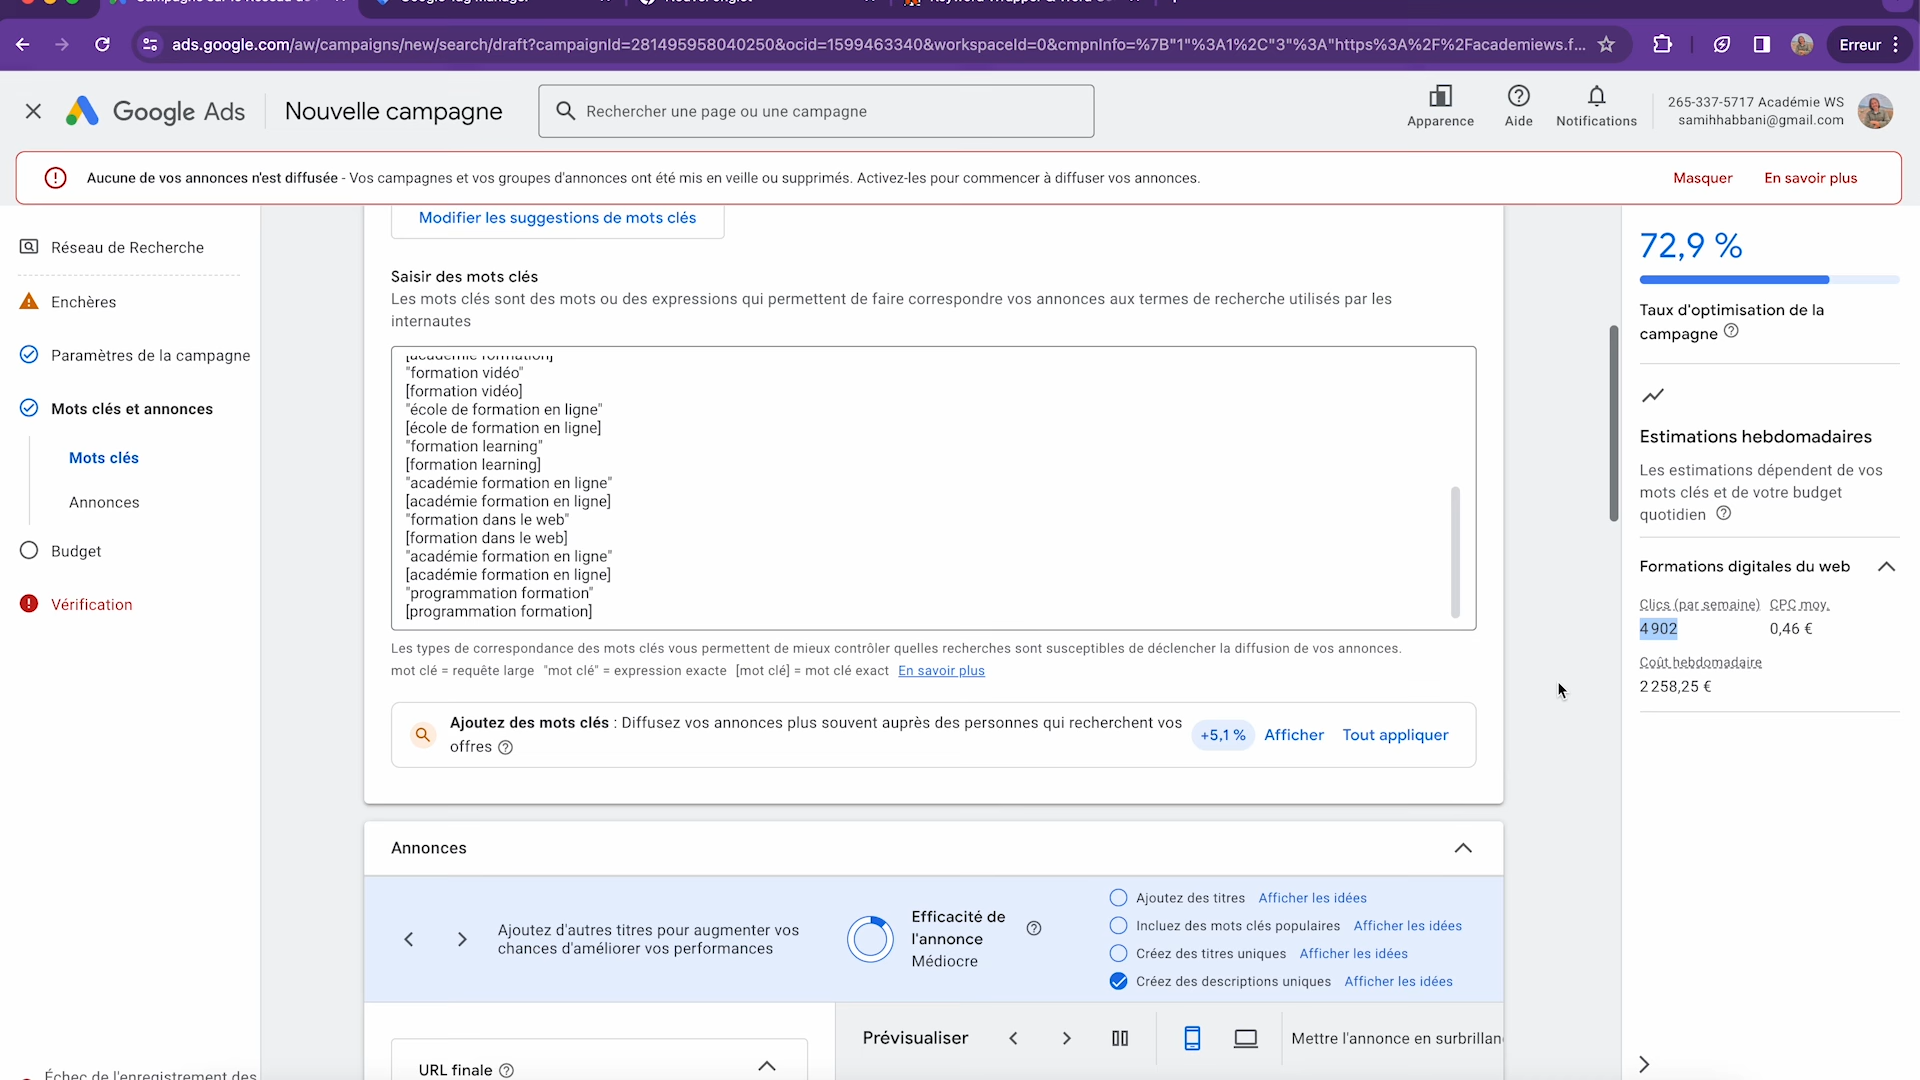 Google Tag Manager
ads.google.com/aw/campaigns/new/search/draft?campaignId=281495958040250&ocid=1599463340&workspaceId=0&cmpnInfo=%7B"1"%3A1%2C"3"%3A"https%3A%2F%2Facademiews.f...
Erreur
Google Ads
Nouvelle campagne
Rechercher une page ou une campagne
Apparence
Aide
Notifications
265-337-5717 Académie WS
samihhabbani@gmail.com
Aucune de vos annonces n'est diffusée - Vos campagnes et vos groupes d'annonces ont été mis en veille ou supprimés. Activez-les pour commencer à diffuser vos annonces.
Masquer
En savoir plus
Réseau de Recherche
Enchères
Paramètres de la campagne
Mots clés et annonces
Mots clés
Annonces
Budget
Vérification
Échec de l'enregistrement des
Modifier les suggestions de mots clés
Saisir des mots clés
Les mots clés sont des mots ou des expressions qui permettent de faire correspondre vos annonces aux termes de recherche utilisés par les
internautes
[académie formation]
"formation vidéo"
[formation vidéo]
"école de formation en ligne"
[école de formation en ligne]
"formation learning"
[formation learning]
"académie formation en ligne"
[académie formation en ligne]
"formation dans le web"
[formation dans le web]
"académie formation en ligne"
[académie formation en ligne]
"programmation formation"
[programmation formation]
Les types de correspondance des mots clés vous permettent de mieux contrôler quelles recherches sont susceptibles de déclencher la diffusion de vos annonces.
mot clé = requête large "mot clé" = expression exacte [mot clé] = mot clé exact En savoir plus
Ajoutez des mots clés : Diffusez vos annonces plus souvent auprès des personnes qui recherchent vos
offres
+5,1 %
Afficher
Tout appliquer
Annonces
Ajoutez d'autres titres pour augmenter vos
chances d'améliorer vos performances
Efficacité de
l'annonce
Médiocre
Ajoutez des titres Afficher les idées
Incluez des mots clés populaires Afficher les idées
Créez des titres uniques Afficher les idées
Créez des descriptions uniques Afficher les idées
URL finale
Prévisualiser
Mettre l'annonce en surbrillan
72,9 %
Taux d'optimisation de la
campagne
Estimations hebdomadaires
Les estimations dépendent de vos
mots clés et de votre budget
quotidien
Formations digitales du web
Clics (par semaine) CPC moy.
4 902 0,46 €
Coût hebdomadaire
2 258,25 €